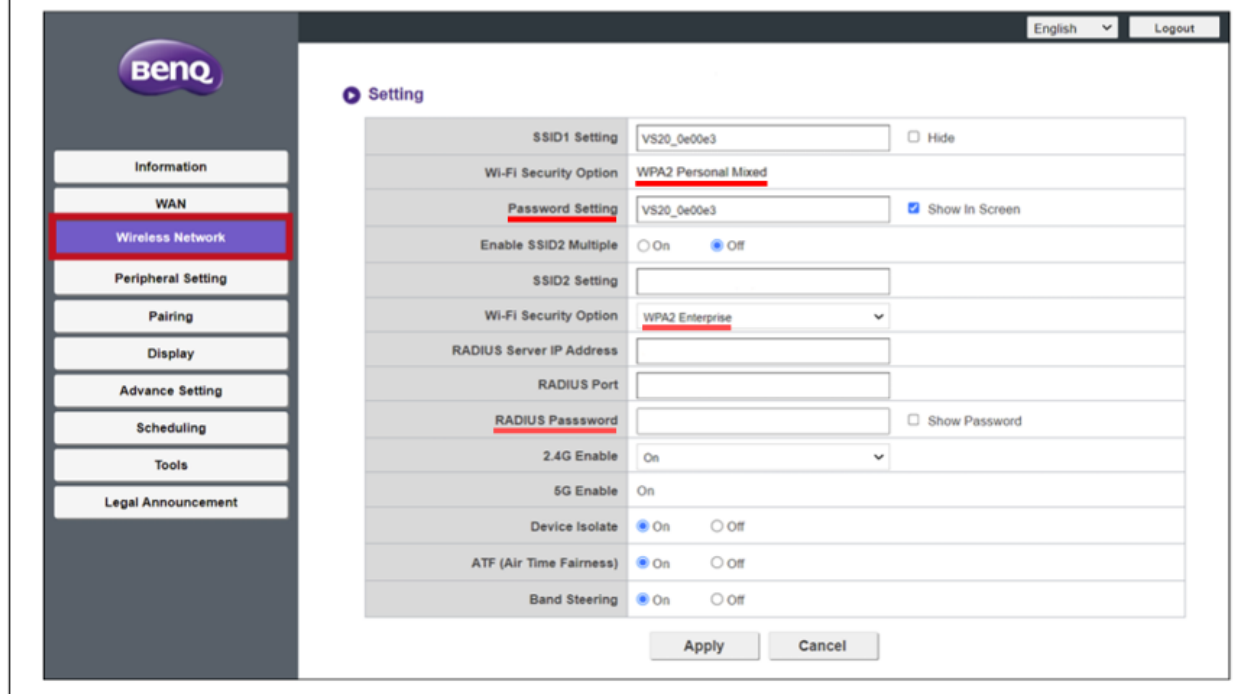 English Logout
BenQ
Setting
Information
WAN
Wireless Network
Peripheral Setting
Pairing
Display
Advance Setting
Scheduling
Tools
Legal Announcement
SSID1 Setting VS20_0e00e3 Hide
Wi-Fi Security Option WPA2 Personal Mixed
Password Setting VS20_0e00e3 Show In Screen
Enable SSID2 Multiple On Off
SSID2 Setting
Wi-Fi Security Option WPA2 Enterprise
RADIUS Server IP Address
RADIUS Port
RADIUS Passsword Show Password
2.4G Enable On
5G Enable On
Device Isolate On Off
ATF (Air Time Fairness) On Off
Band Steering On Off
Apply Cancel